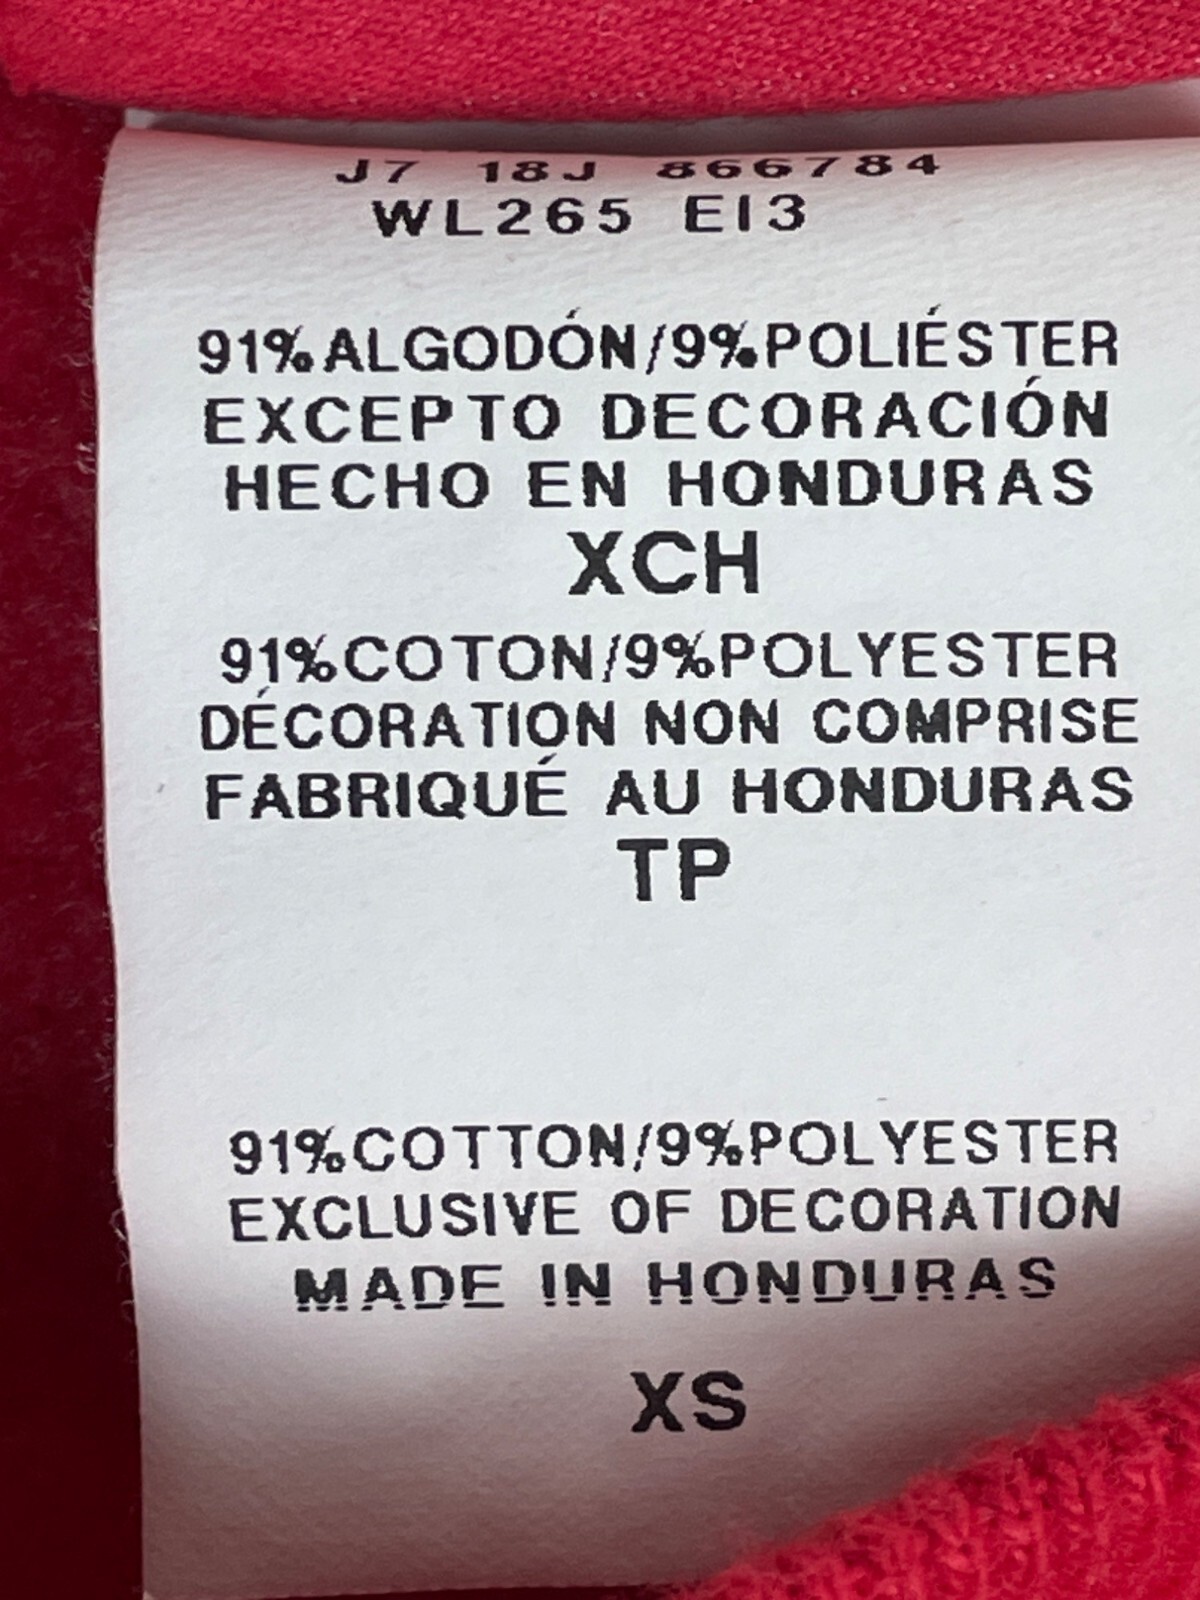 J7 18J 866784
WL265 EI3
91%ALGODÓN/9%POLIÉSTER
EXCEPTO DECORACIÓN
HECHO EN HONDURAS
XCH
91%COTON/9%POLYESTER
DÉCORATION NON COMPRISE
FABRIQUÉ AU HONDURAS
TP
91%COTTON/9%POLYESTER
EXCLUSIVE OF DECORATION
MADE IN HONDURAS
XS